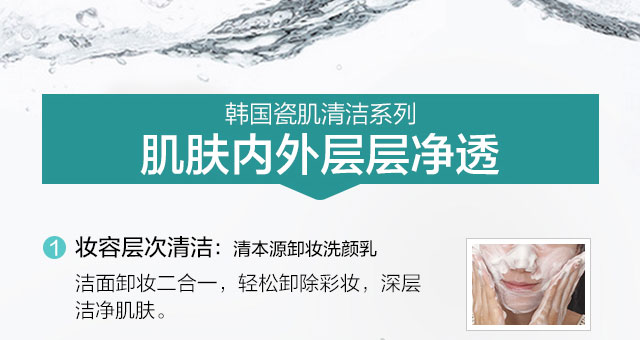 韩国瓷肌清洁系列
肌肤内外层层净透
1 妆容层次清洁：清本源卸妆洗颜乳
洁面卸妆二合一，轻松卸除彩妆，深层
洁净肌肤。